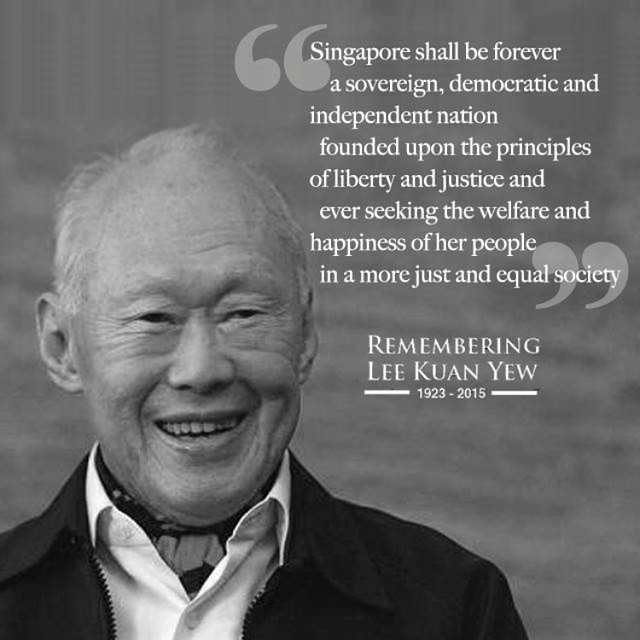 “Singapore shall be forever
a sovereign, democratic and
independent nation
founded upon the principles
of liberty and justice and
ever seeking the welfare and
happiness of her people
in a more just and equal society”
REMEMBERING
LEE KUAN YEW
1923 - 2015